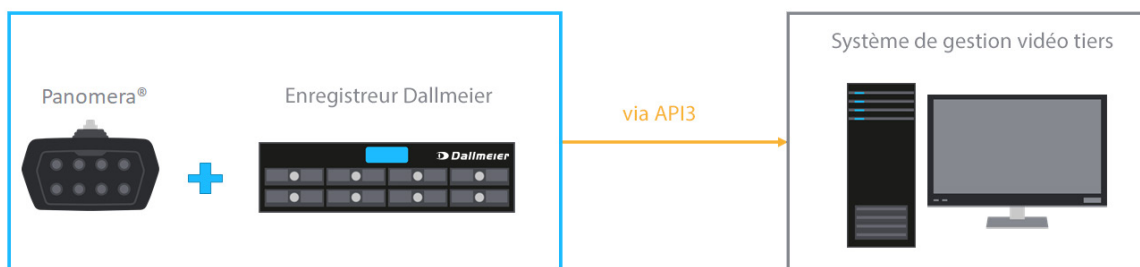 Panomera®
Enregistreur Dallmeier
Dallmeier
via API3
Système de gestion vidéo tiers